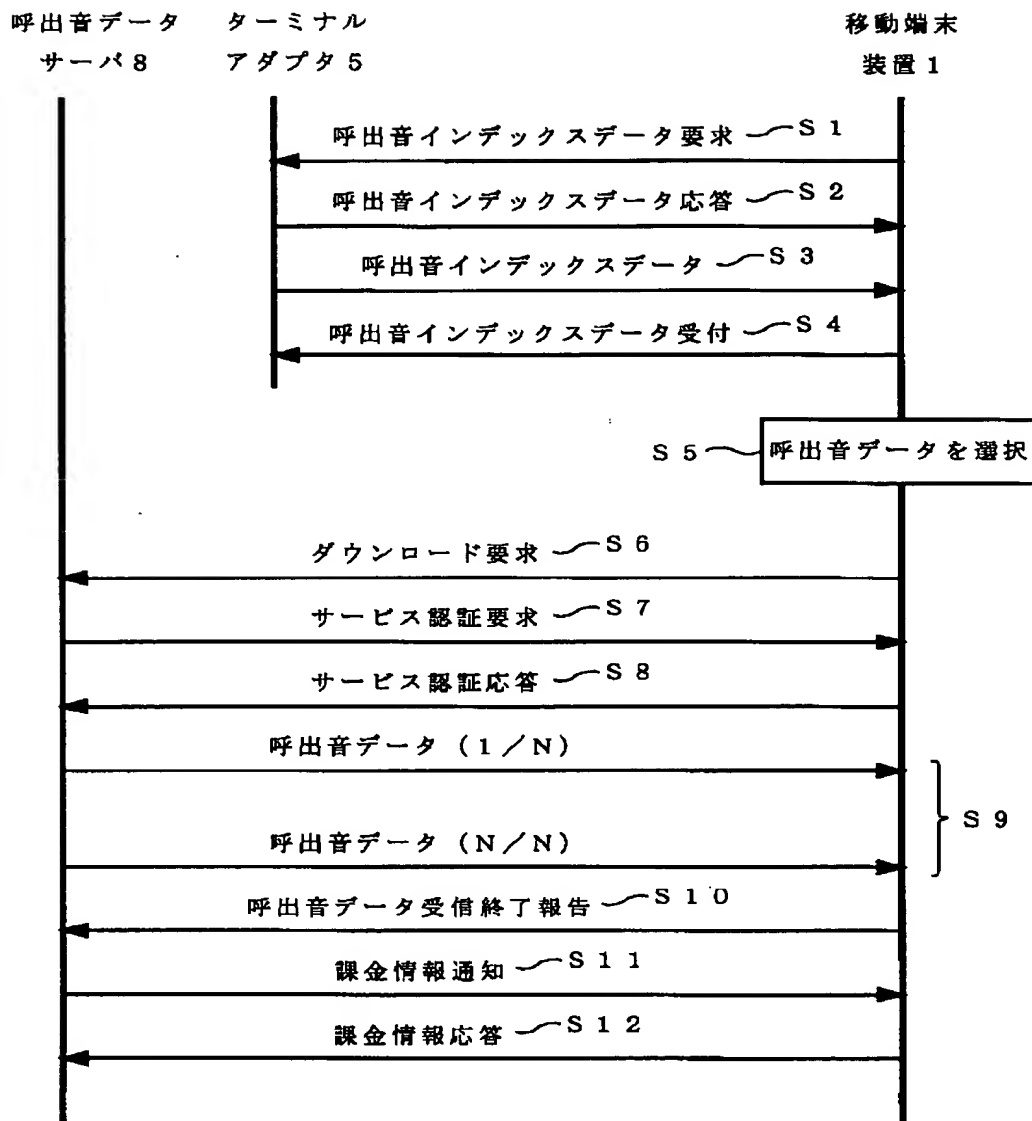 呼出音データ
サーバ8
ターミナル
アダプタ5
移動端末
装置1
呼出音インデックスデータ要求 S1
呼出音インデックスデータ応答 S2
呼出音インデックスデータ S3
呼出音インデックスデータ受付 S4
S5 呼出音データを選択
ダウンロード要求 S6
サービス認証要求 S7
サービス認証応答 S8
呼出音データ (1/N)
S9
呼出音データ (N/N)
呼出音データ受信終了報告 S10
課金情報通知 S11
課金情報応答 S12